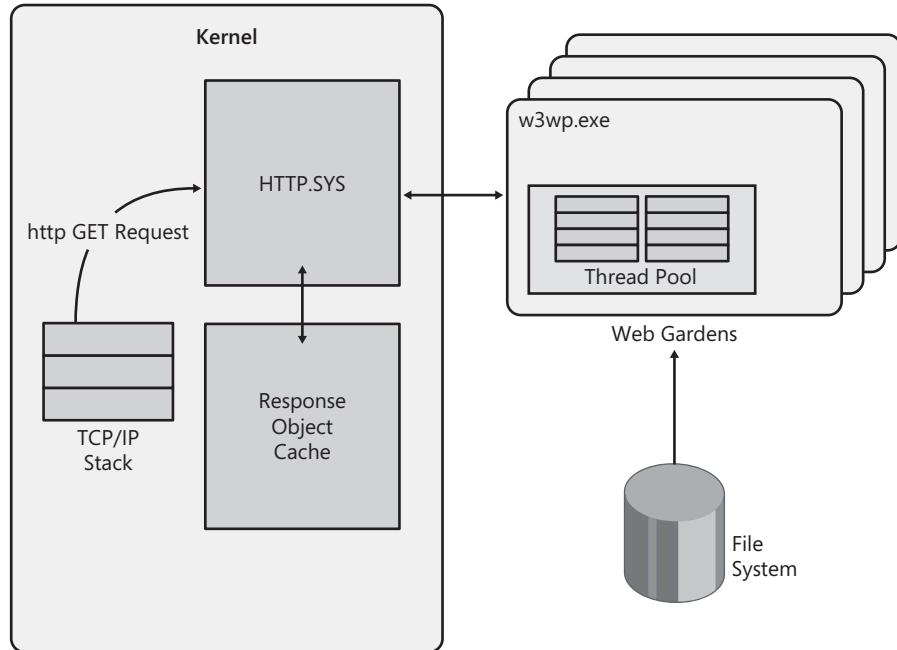 Kernel
HTTP.SYS
http GET Request
TCP/IP
Stack
Response
Object
Cache
w3wp.exe
Thread Pool
Web Gardens
File
System